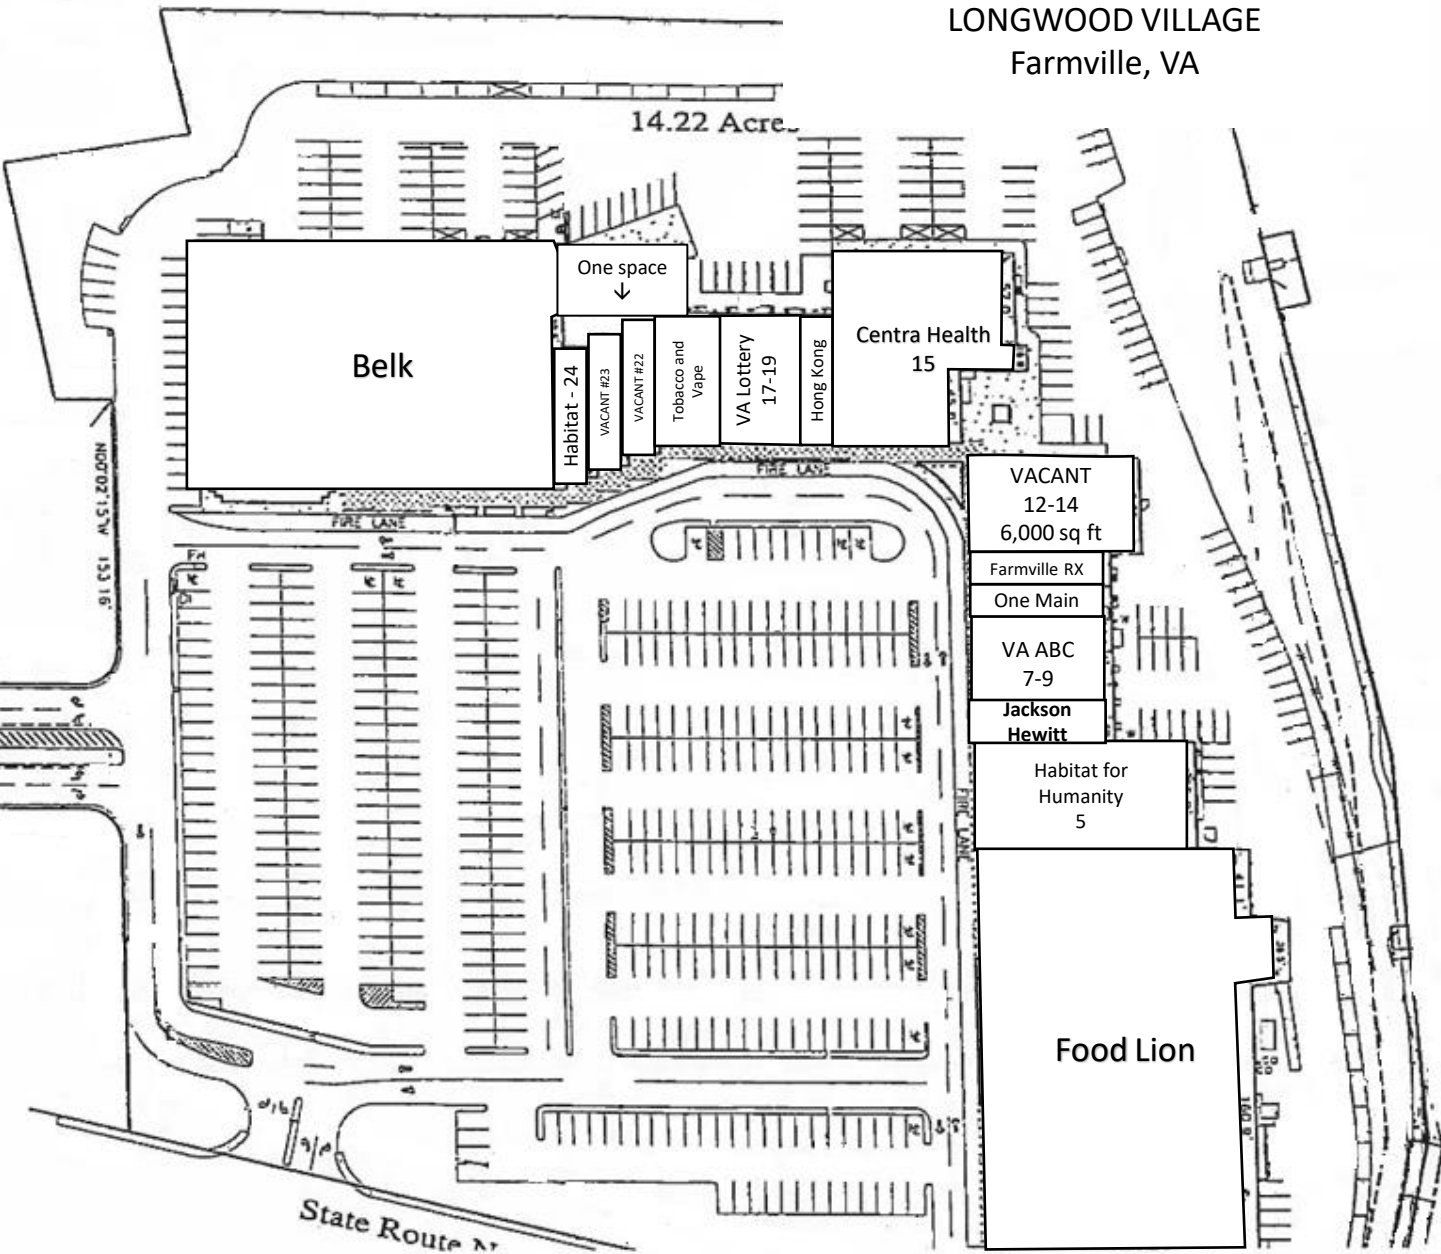 LONGWOOD VILLAGE
Farmville, VA
14.22 Acres
One space
↓
Belk
Habitat - 24
VACANT #23
VACANT #22
Tobacco and
Vape
VA Lottery
17-19
Hong Kong
Centra Health
15
FIRE LANE
FIRE LANE
VACANT
12-14
6,000 sq ft
Farmville RX
One Main
VA ABC
7-9
Jackson
Hewitt
Habitat for
Humanity
5
FIRE LANE
Food Lion
State Route